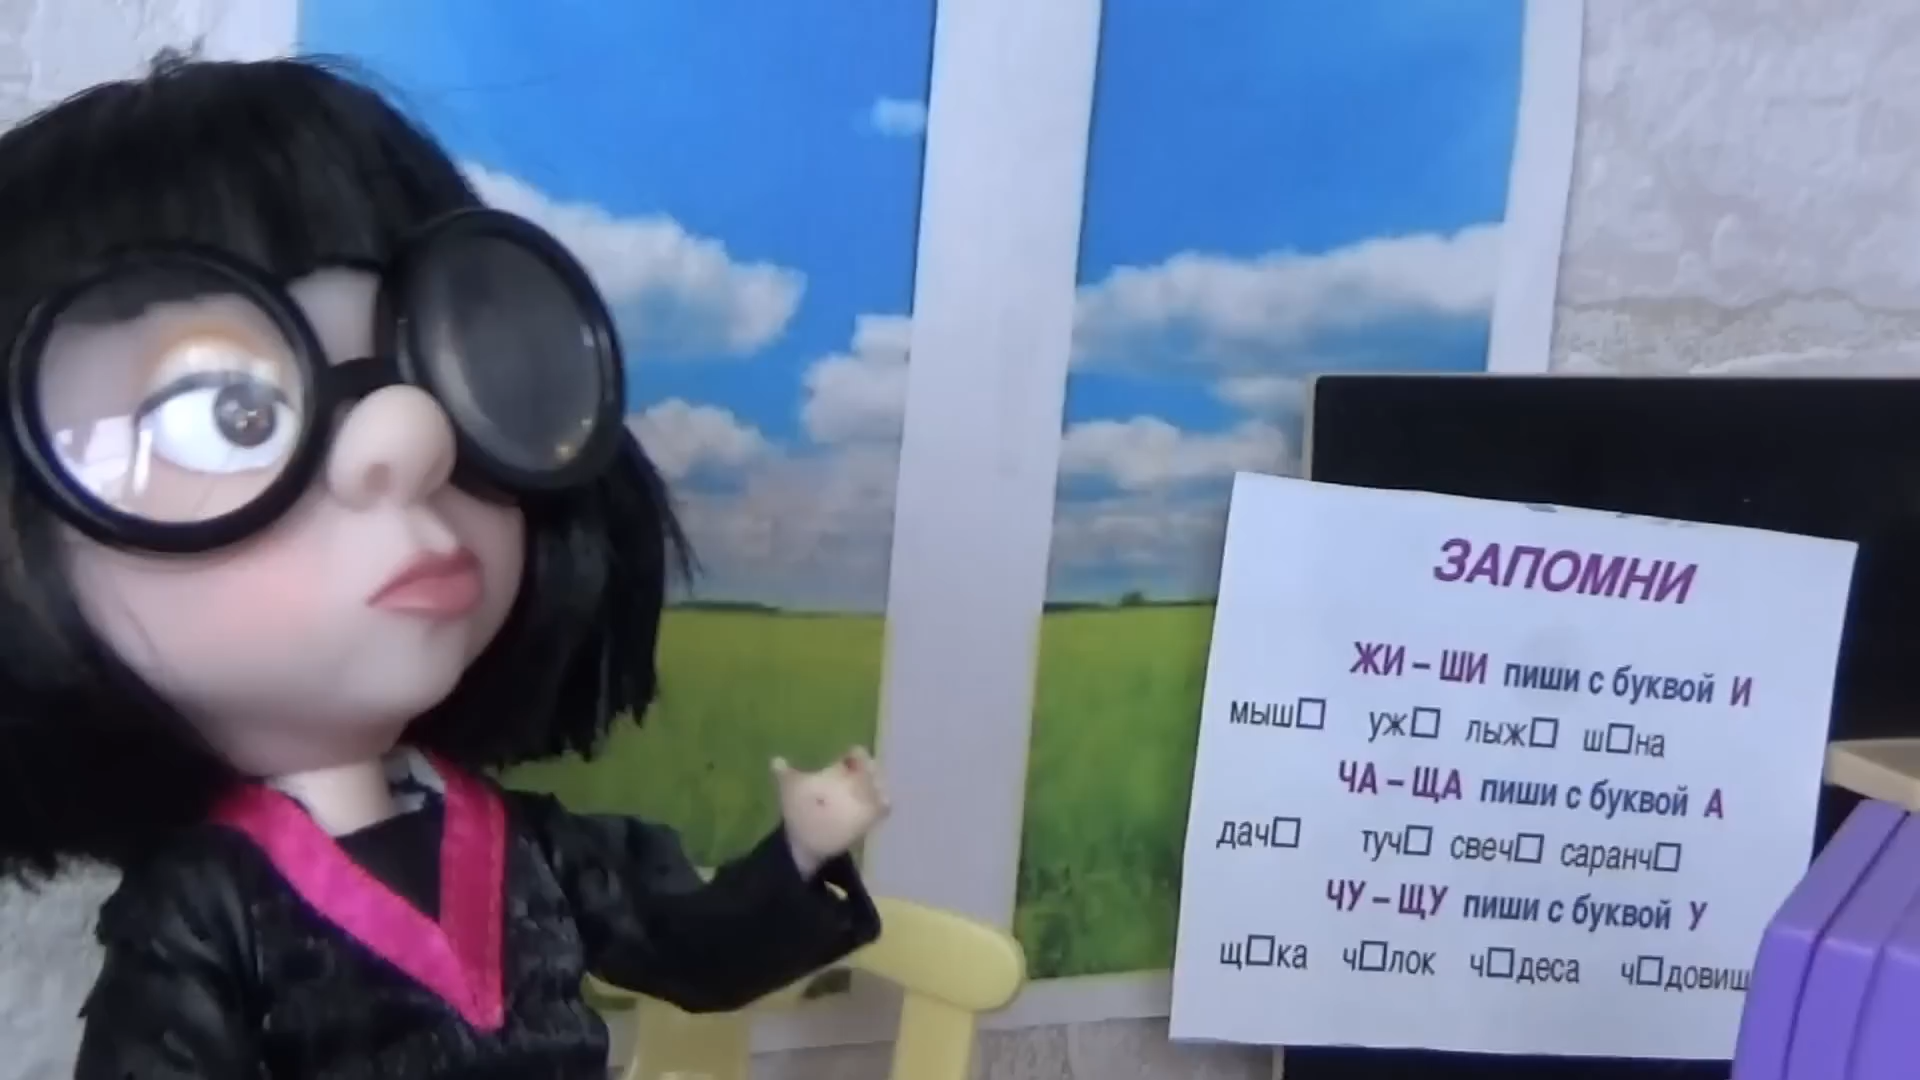 ЗАПОМНИ
ЖИ – ШИ пиши с буквой И
мыш□ уж□ лыж□ ш□на
ЧА – ЩА пиши с буквой А
дач□ туч□ свеч□ саранч□
ЧУ – ЩУ пиши с буквой У
щ□ка ч□лок ч□деса ч□довищ